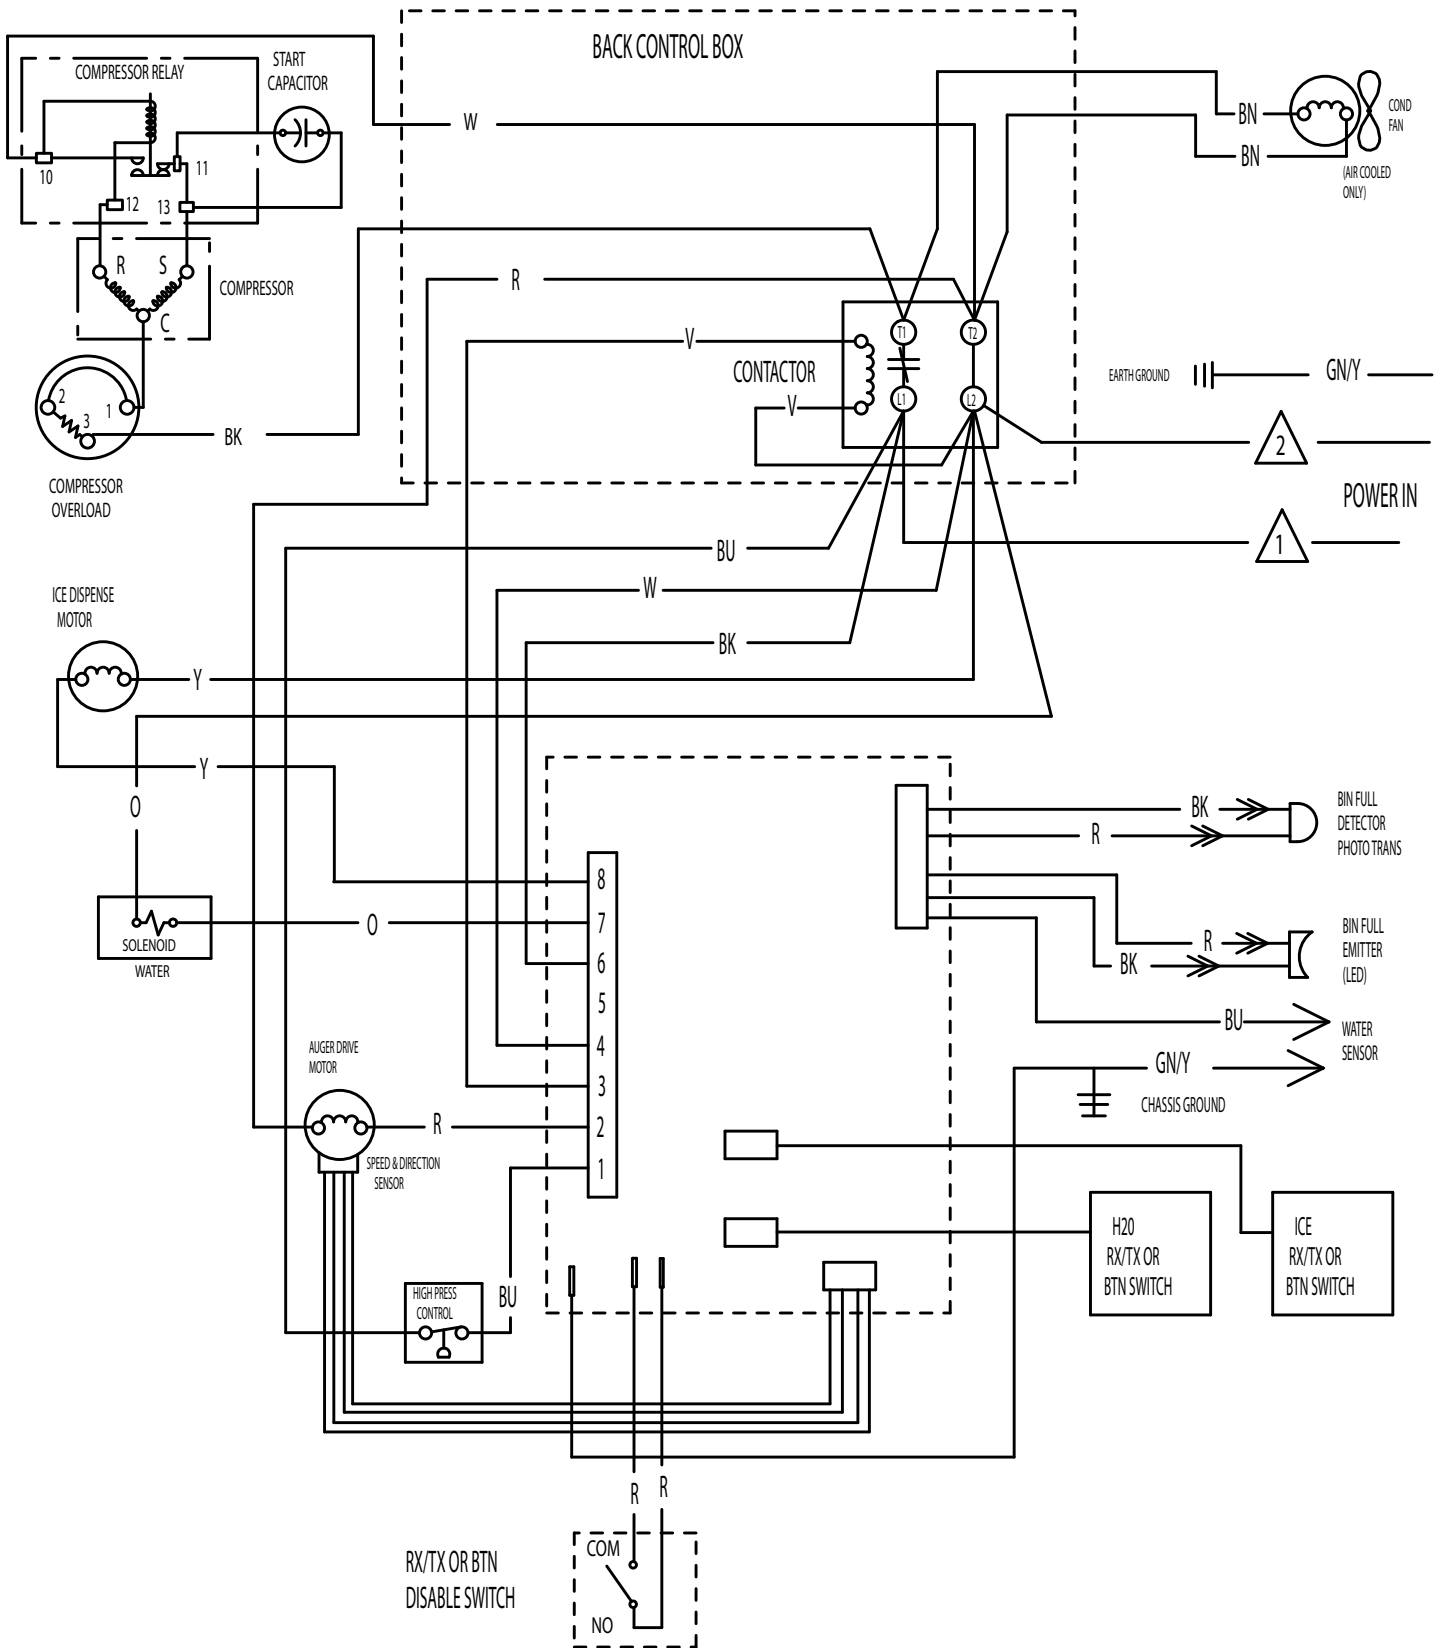 BACK CONTROL BOX
START
CAPACITOR
COMPRESSOR RELAY
COND
FAN
BN
W
BN
(AIR COOLED
ONLY)
11
10
12
13
R
S
COMPRESSOR
R
C
T1
T2
V
CONTACTOR
EARTH GROUND
GN/Y
L1
L2
V
2
1
3
BK
2
COMPRESSOR
OVERLOAD
POWER IN
1
BU
ICE DISPENSE
MOTOR
W
BK
Y
Y
O
BK
BIN FULL
DETECTOR
PHOTO TRANS
R
8
O
7
SOLENOID
WATER
6
R
BIN FULL
EMITTER
(LED)
BK
5
BU
WATER
SENSOR
4
AUGER DRIVE
MOTOR
GN/Y
3
CHASSIS GROUND
R
2
SPEED & DIRECTION
SENSOR
1
H20
RX/TX OR
BTN SWITCH
ICE
RX/TX OR
BTN SWITCH
BU
HIGH PRESS
CONTROL
R
R
COM
RX/TX OR BTN
DISABLE SWITCH
NO